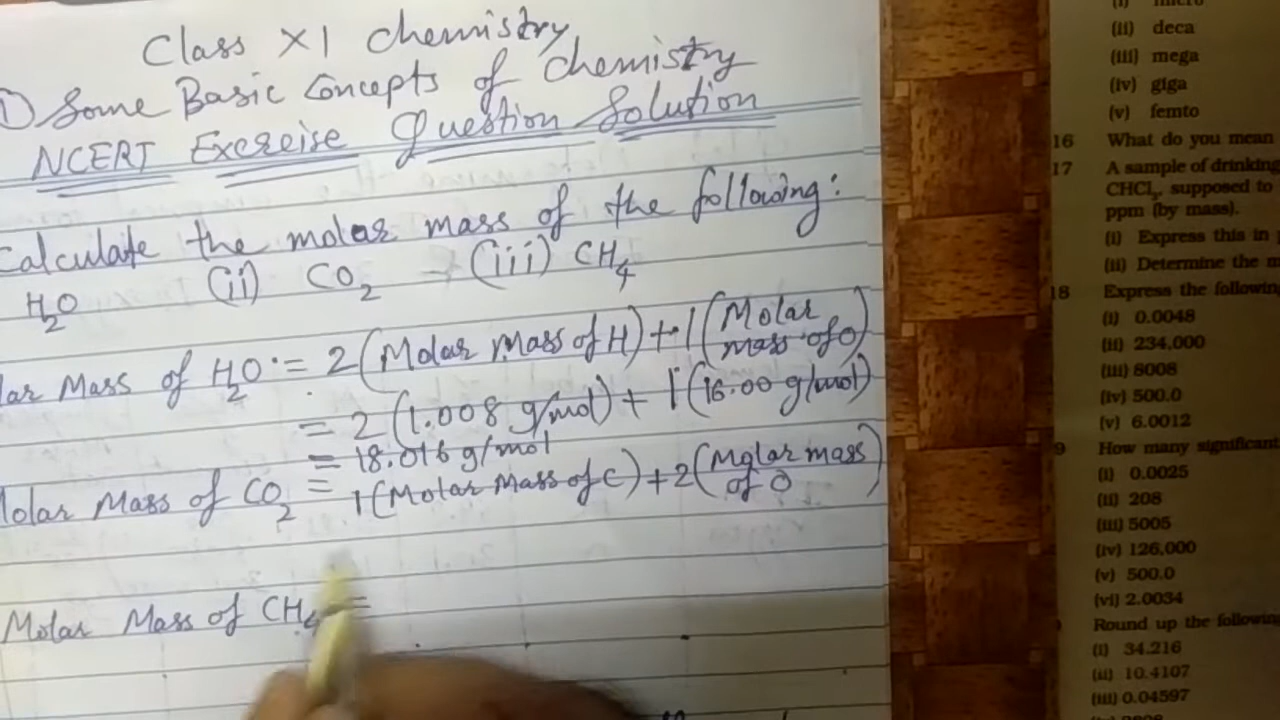 Class XI Chemistry
1) Some Basic Concepts of Chemistry
NCERT Exercise Question Solution
Calculate the molar mass of the following:
H₂O (ii) CO₂ (iii) CH₄
lar Mass of H₂O = 2 (Molar Mass of H) + 1 (Molar mass of O)
= 2 (1.008 g/mol) + 1 (16.00 g/mol)
= 18.016 g/mol
Molar Mass of CO₂ = 1 (Molar Mass of C) + 2 (Molar mass of O)
Molar Mass of CH₄ =
(i) micro
(ii) deca
(iii) mega
(iv) giga
(v) femto
16 What do you mean
17 A sample of drinking
CHCl₃, supposed to
ppm (by mass).
(i) Express this in
(ii) Determine the m
18 Express the following
(i) 0.0048
(ii) 234,000
(iii) 8008
(iv) 500.0
(v) 6.0012
9 How many significant
(i) 0.0025
(ii) 208
(iii) 5005
(iv) 126,000
(v) 500.0
(vi) 2.0034
Round up the following
(i) 34.216
(ii) 10.4107
(iii) 0.04597